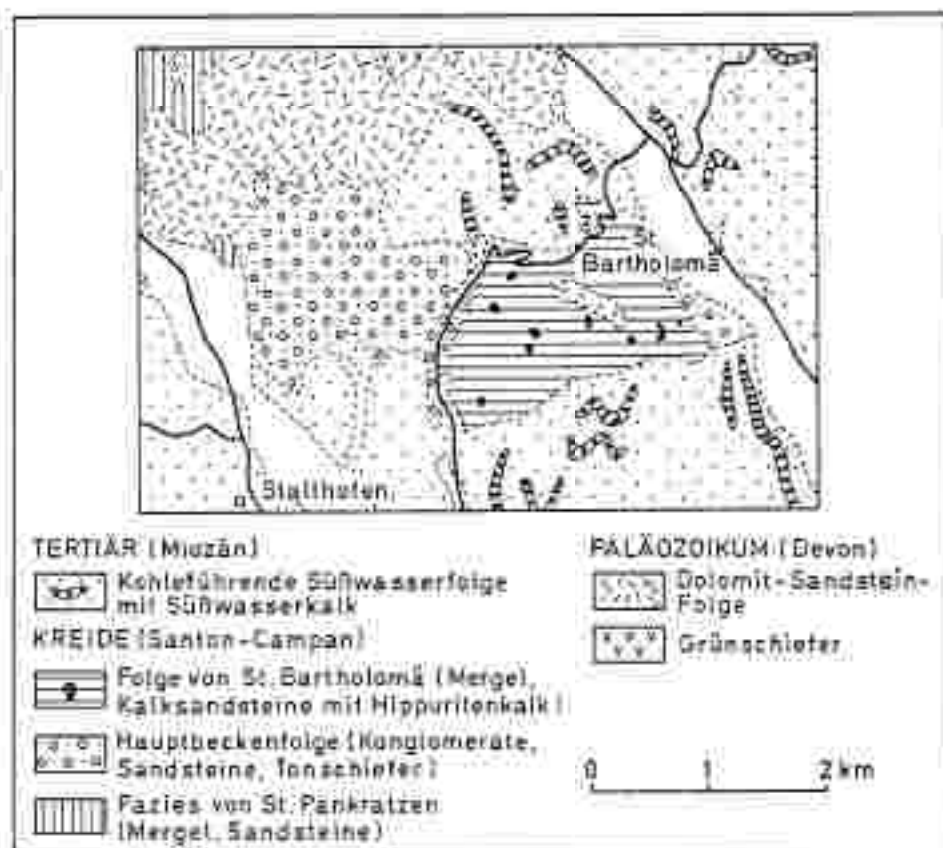 Bartholomä
Stallhofen
TERTIÄR (Miozän)
Kohleführende Süßwasserfolge
mit Süßwasserkalk
KREIDE (Santon-Campan)
Folge von St. Bartholomä (Mergel,
Kalksandsteine mit Hippuritenkalk)
Hauptbeckenfolge (Konglomerate,
Sandsteine, Tonschiefer)
Fazies von St. Pankratzen
(Mergel, Sandsteine)
PALÄOZOIKUM (Devon)
Dolomit-Sandstein-
Folge
Grünschiefer
0 1 2 km